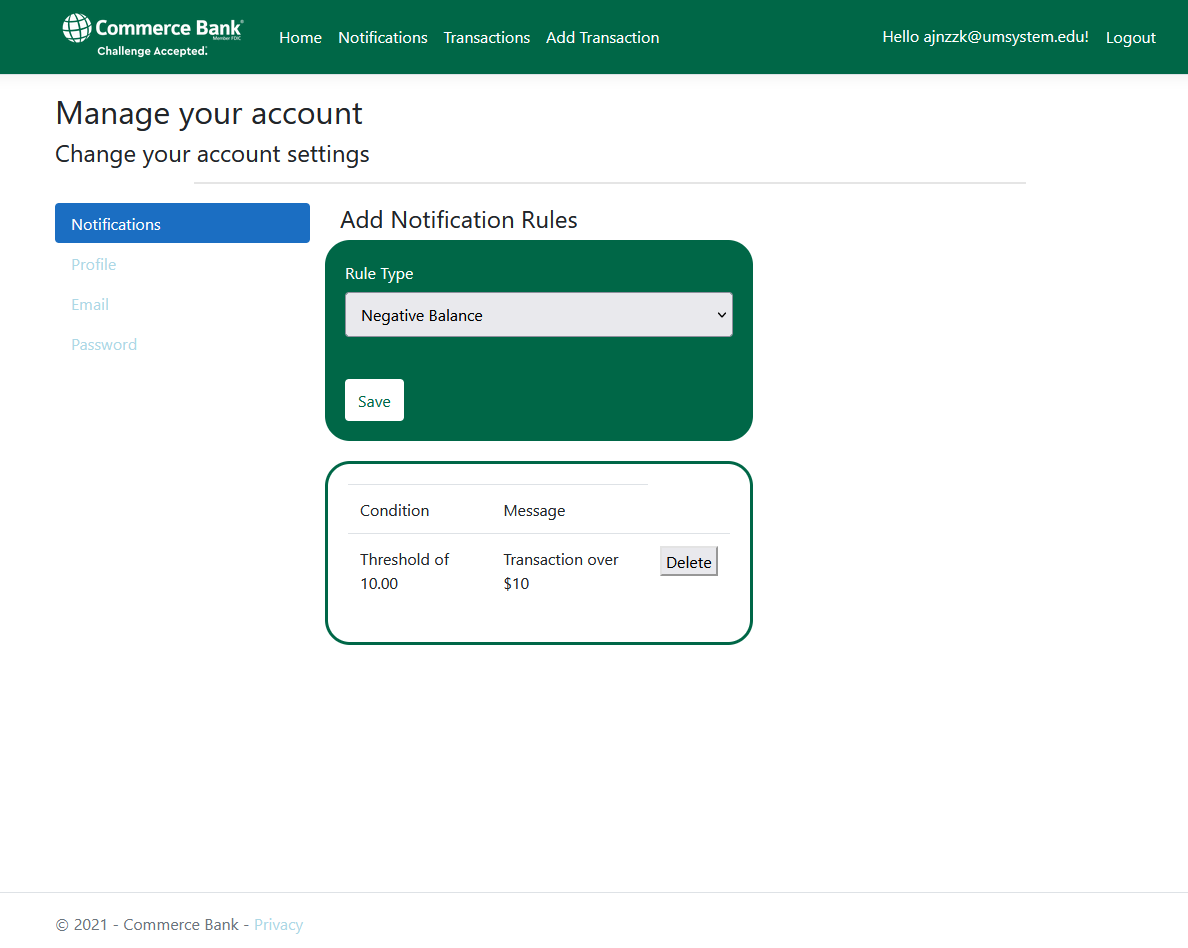 Commerce Bank
Member FDIC
Challenge Accepted.
Home Notifications Transactions Add Transaction
Hello ajnzzk@umsystem.edu! Logout
Manage your account
Change your account settings
Notifications
Profile
Email
Password
Add Notification Rules
Rule Type
Negative Balance
Save
Condition Message
Threshold of Transaction over Delete
10.00 $10
© 2021 - Commerce Bank - Privacy